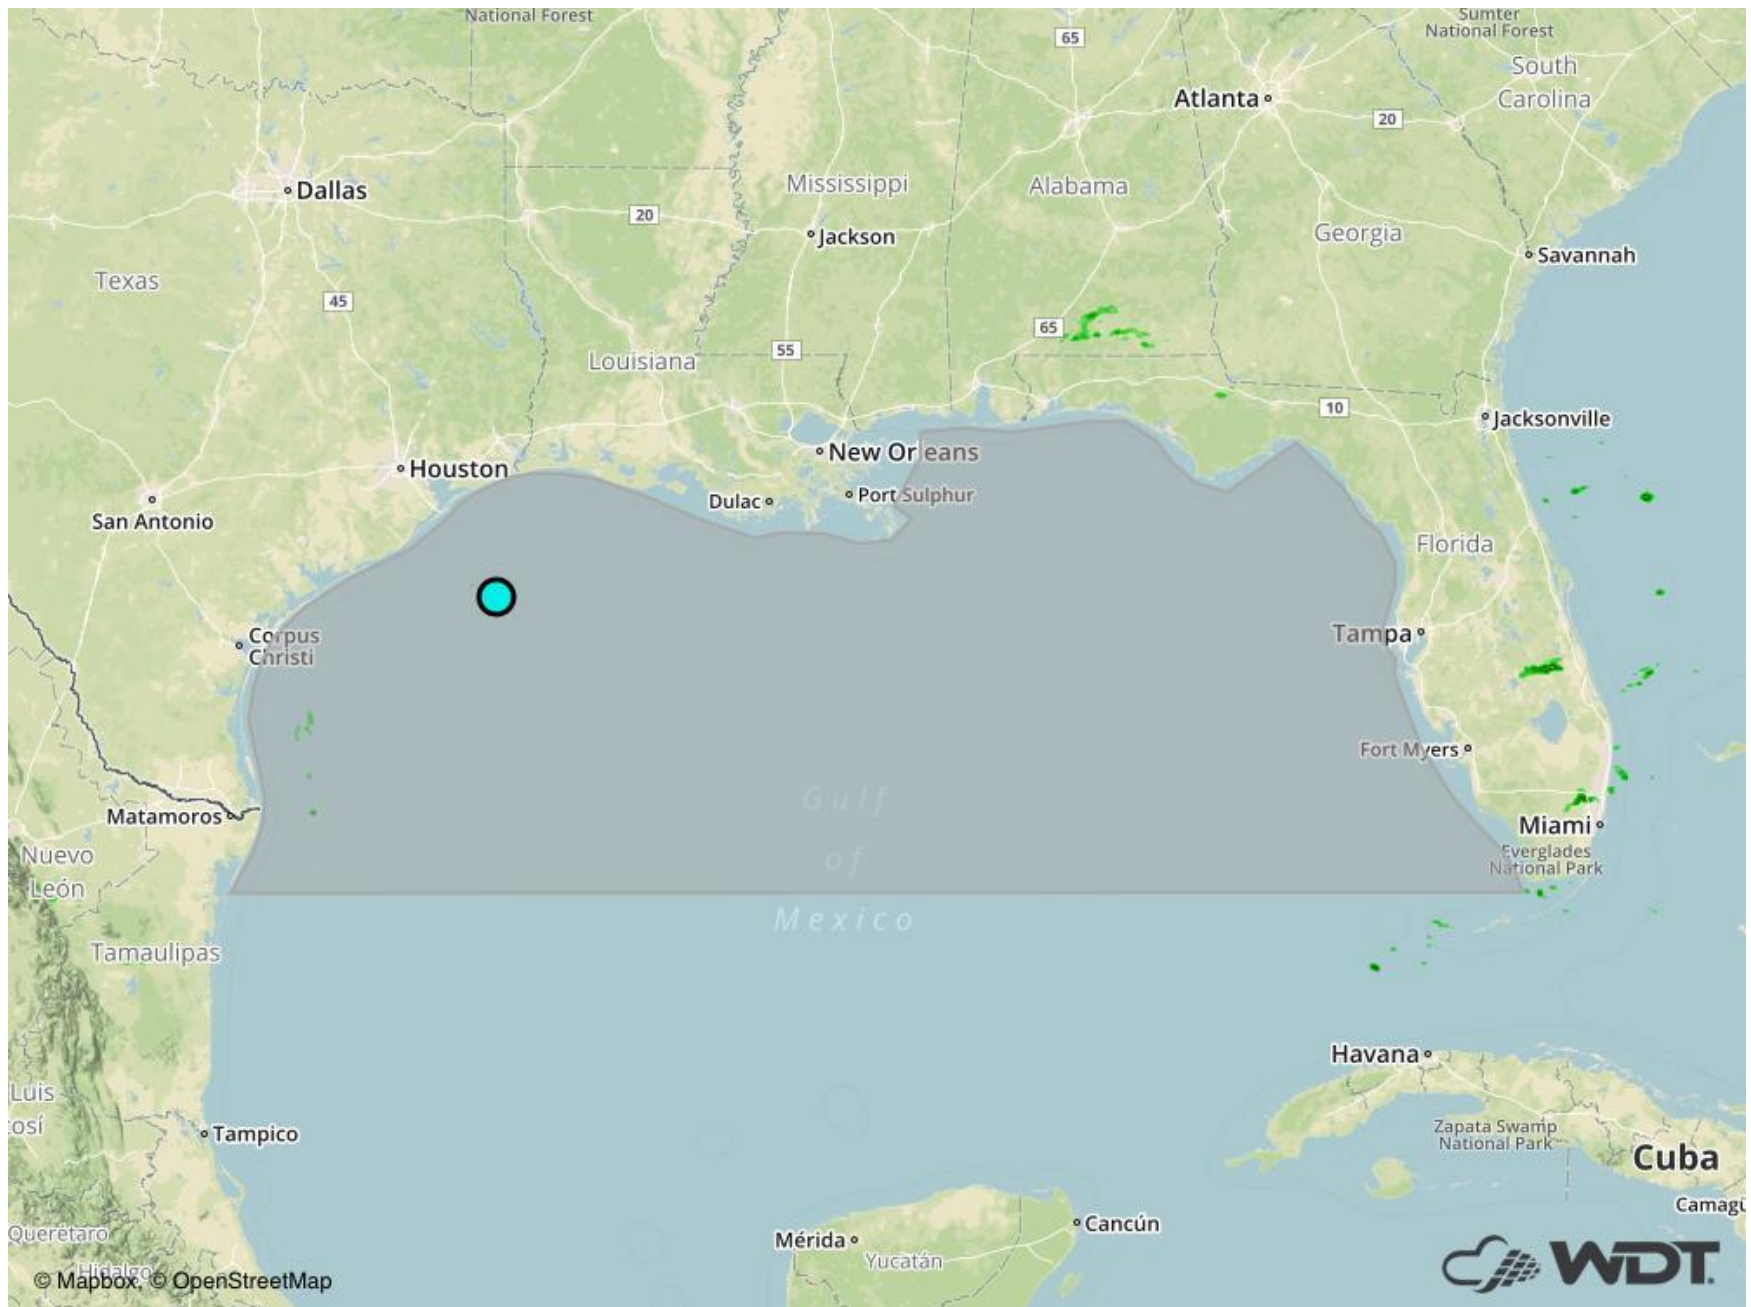 National Forest
65
Sumter
National Forest
South
Carolina
Atlanta
20
Dallas
Mississippi
Alabama
20
Georgia
Jackson
Savannah
Texas
45
65
55
Louisiana
10
Jacksonville
New Orleans
Houston
Dulac
Port Sulphur
San Antonio
Florida
Corpus
Christi
Tampa
Fort Myers
Gulf
of
Mexico
Matamoros
Miami
Everglades
National Park
Nuevo
León
Tamaulipas
Havana
Luis
osí
Zapata Swamp
National Park
Tampico
Cuba
Camagü
Cancún
Querétaro
Mérida
Yucatán
Hidalgo
© Mapbox, © OpenStreetMap
WDT